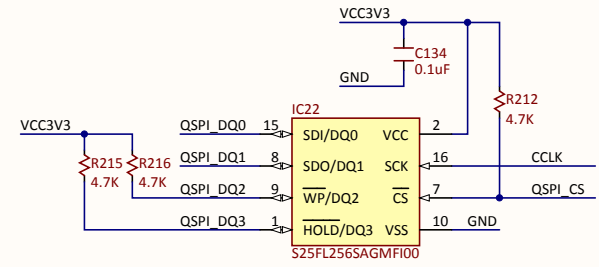 VCC3V3
C134
0.1uF
GND
R212
4.7K
IC22
VCC3V3
QSPI_DQ0 15 SDI/DQ0 VCC 2
R215 R216 QSPI_DQ1 8 SDO/DQ1 SCK 16 CCLK
4.7K 4.7K QSPI_DQ2 9 WP/DQ2 CS 7 QSPI_CS
QSPI_DQ3 1 HOLD/DQ3 VSS 10 GND
S25FL256SAGMFI00